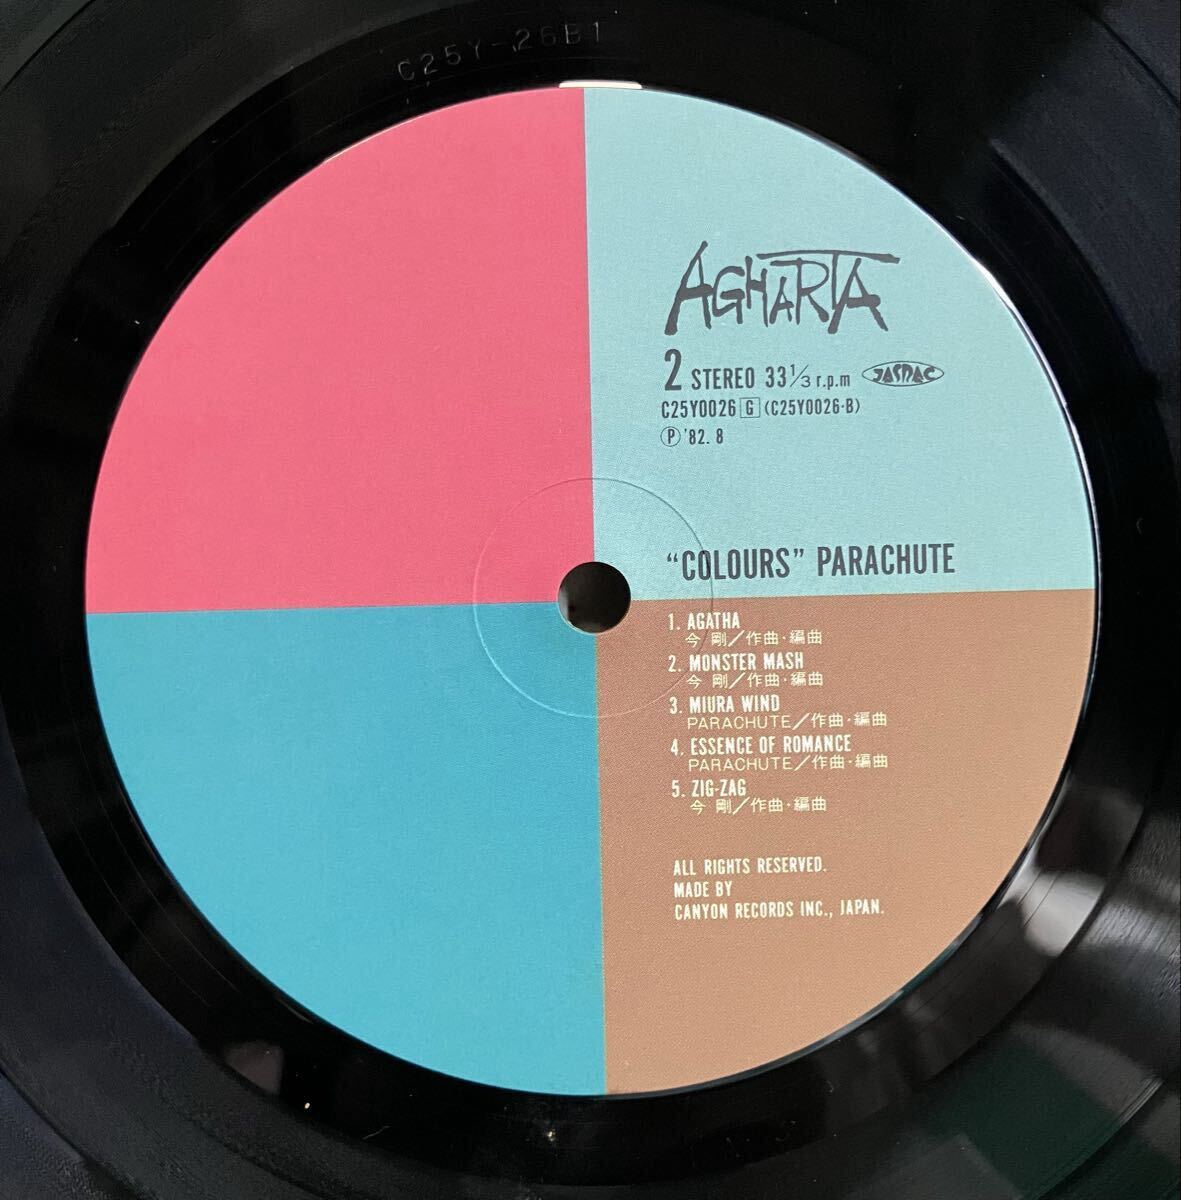 C25Y-26B1
AGHARTA
2 STEREO 33 1/3 r.p.m JASRAC
C25Y0026 G (C25Y0026-B)
Ⓟ '82. 8
“COLOURS” PARACHUTE
1. AGATHA
今 剛／作曲・編曲
2. MONSTER MASH
今 剛／作曲・編曲
3. MIURA WIND
PARACHUTE／作曲・編曲
4. ESSENCE OF ROMANCE
PARACHUTE／作曲・編曲
5. ZIG-ZAG
今 剛／作曲・編曲
ALL RIGHTS RESERVED.
MADE BY
CANYON RECORDS INC., JAPAN.